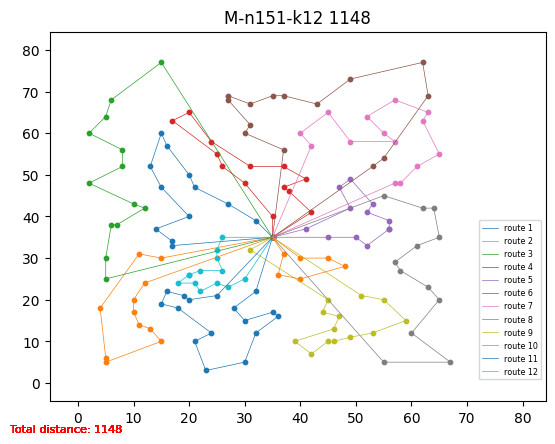 M-n151-k12 1148
80
70
60
50
40
30
20
10
0
0 10 20 30 40 50 60 70 80
route 1
route 2
route 3
route 4
route 5
route 6
route 7
route 8
route 9
route 10
route 11
route 12
Total distance: 1148